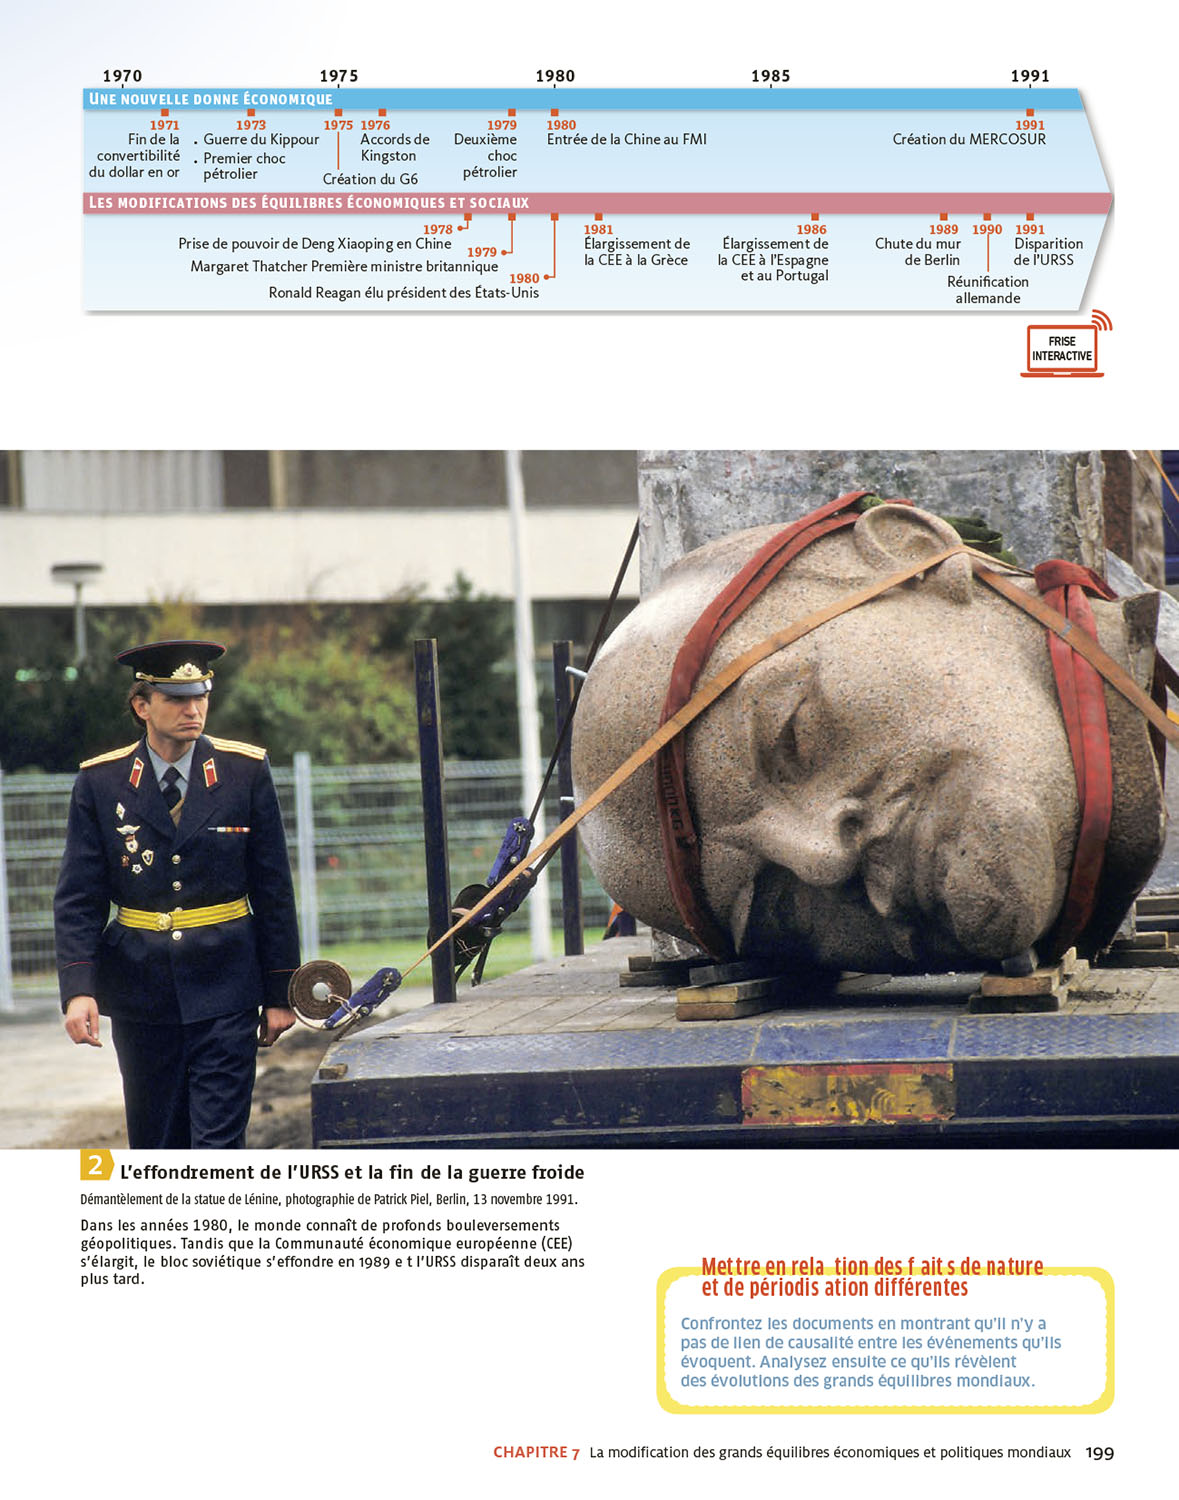 1970 1975 1980 1985 1991
UNE NOUVELLE DONNE ÉCONOMIQUE
1971
Fin de la
convertibilité
du dollar en or
1973
. Guerre du Kippour
. Premier choc
pétrolier
1975
Création du G6
1976
Accords de
Kingston
1979
Deuxième
choc
pétrolier
1980
Entrée de la Chine au FMI
1991
Création du MERCOSUR
LES MODIFICATIONS DES ÉQUILIBRES ÉCONOMIQUES ET SOCIAUX
1978
Prise de pouvoir de Deng Xiaoping en Chine
1979
Margaret Thatcher Première ministre britannique
1980
Ronald Reagan élu président des États-Unis
1981
Élargissement de
la CEE à la Grèce
1986
Élargissement de
la CEE à l'Espagne
et au Portugal
1989
Chute du mur
de Berlin
1990
Réunification
allemande
1991
Disparition
de l'URSS
FRISE
INTERACTIVE
2 L'effondrement de l'URSS et la fin de la guerre froide
Démantèlement de la statue de Lénine, photographie de Patrick Piel, Berlin, 13 novembre 1991.
Dans les années 1980, le monde connaît de profonds bouleversements
géopolitiques. Tandis que la Communauté économique européenne (CEE)
s'élargit, le bloc soviétique s'effondre en 1989 e t l'URSS disparaît deux ans
plus tard.
Mettre en rela tion des f ait s de nature
et de périodis ation différentes
Confrontez les documents en montrant qu'il n'y a
pas de lien de causalité entre les événements qu'ils
évoquent. Analysez ensuite ce qu'ils révèlent
des évolutions des grands équilibres mondiaux.
CHAPITRE 7 La modification des grands équilibres économiques et politiques mondiaux 199